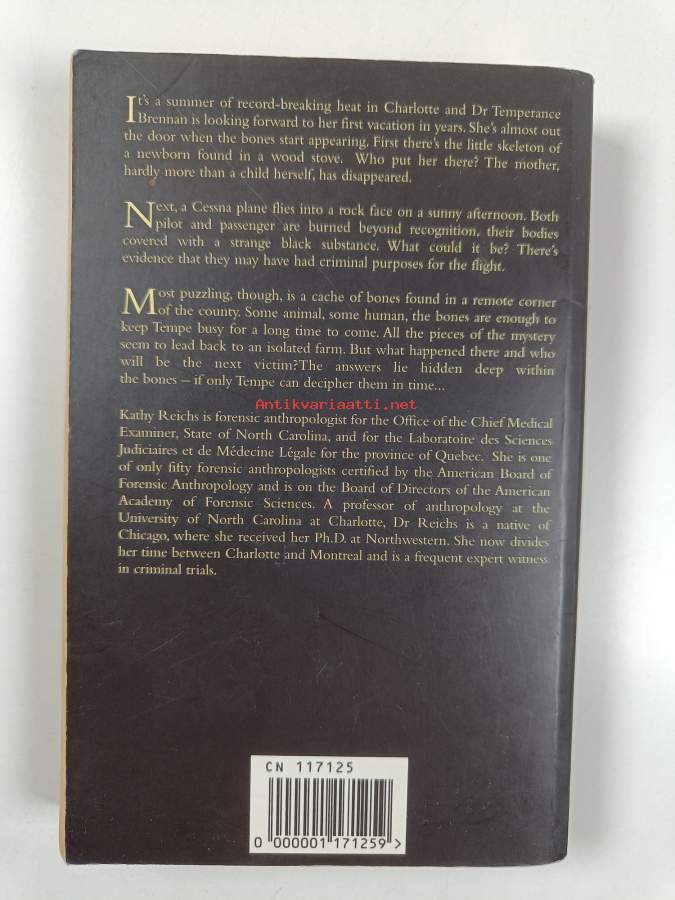 It's a summer of record-breaking heat in Charlotte and Dr Temperance
Brennan is looking forward to her first vacation in years. She's almost out
the door when the bones start appearing. First there's the little skeleton of
a newborn found in a wood stove. Who put her there? The mother,
hardly more than a child herself, has disappeared.
Next, a Cessna plane flies into a rock face on a sunny afternoon. Both
pilot and passenger are burned beyond recognition, their bodies
covered with a strange black substance. What could it be? There's
evidence that they may have had criminal purposes for the flight.
Most puzzling, though, is a cache of bones found in a remote corner
of the county. Some animal, some human, the bones are enough to
keep Tempe busy for a long time to come. All the pieces of the mystery
seem to lead back to an isolated farm. But what happened there and who
will be the next victim?The answers lie hidden deep within
the bones – if only Tempe can decipher them in time...
Antikvariaatti.net
Kathy Reichs is forensic anthropologist for the Office of the Chief Medical
Examiner, State of North Carolina, and for the Laboratoire des Sciences
Judiciaires et de Médecine Légale for the province of Quebec. She is one
of only fifty forensic anthropologists certified by the American Board of
Forensic Anthropology and is on the Board of Directors of the American
Academy of Forensic Sciences. A professor of anthropology at the
University of North Carolina at Charlotte, Dr Reichs is a native of
Chicago, where she received her Ph.D. at Northwestern. She now divides
her time between Charlotte and Montreal and is a frequent expert witness
in criminal trials.
CN 117125
0 000001 171259 >